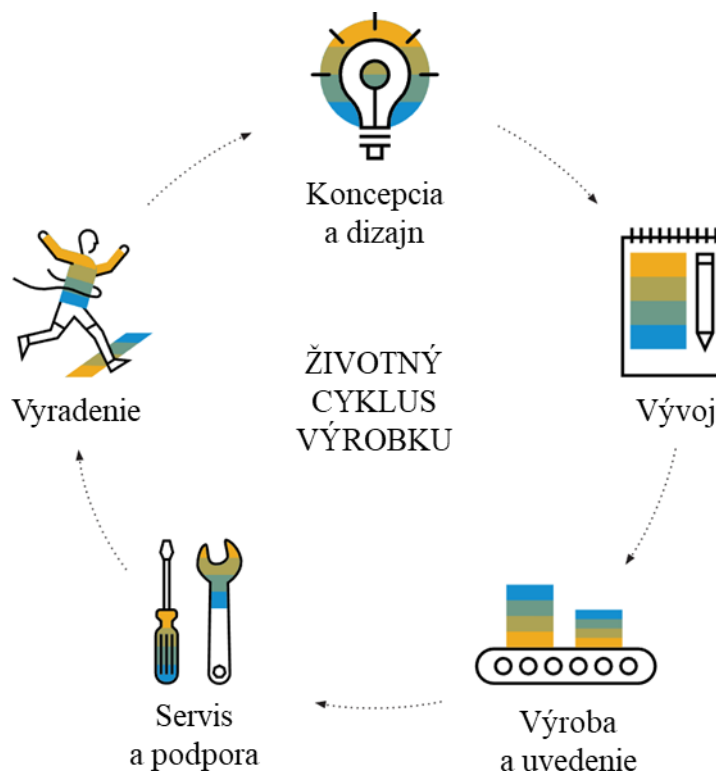 Koncepcia
a dizajn
Vývoj
Výroba
a uvedenie
Servis
a podpora
Vyradenie
ŽIVOTNÝ
CYKLUS
VÝROBKU